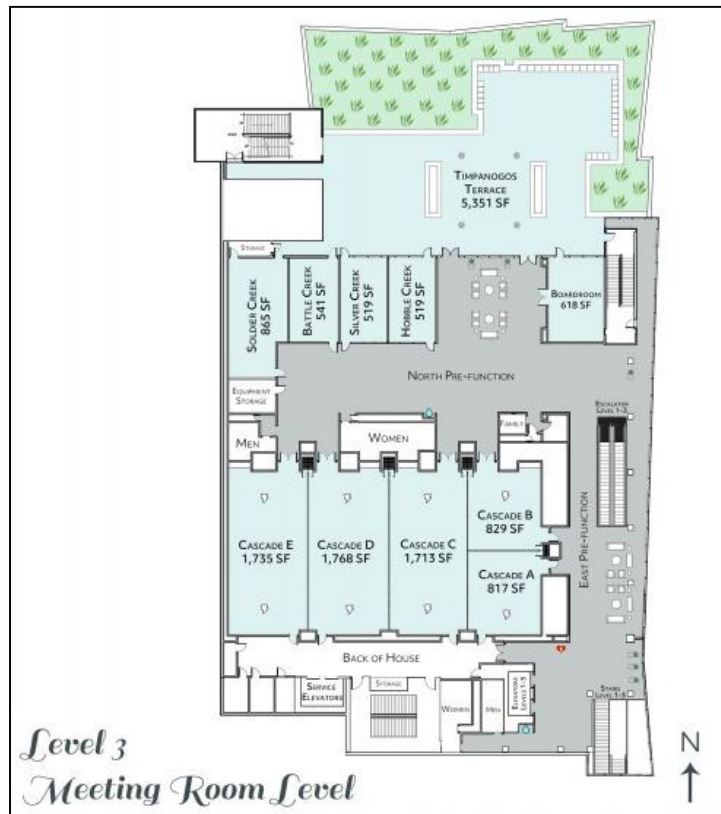 Timpanogos
Terrace
5,351 SF
Storage
Soldier Creek
865 SF
Battle Creek
541 SF
Silver Creek
519 SF
Hobble Creek
519 SF
Boardroom
618 SF
North Pre-function
Equipment
Storage
Escalator
Level 1-3
Men
Women
Family
Cascade E
1,735 SF
Cascade D
1,768 SF
Cascade C
1,713 SF
Cascade B
829 SF
Cascade A
817 SF
East Pre-function
Back of House
Service
Elevators
Storage
Women
Men
Elevators
Levels 1-3
Stairs
Level 1-3
Level 3
Meeting Room Level
N